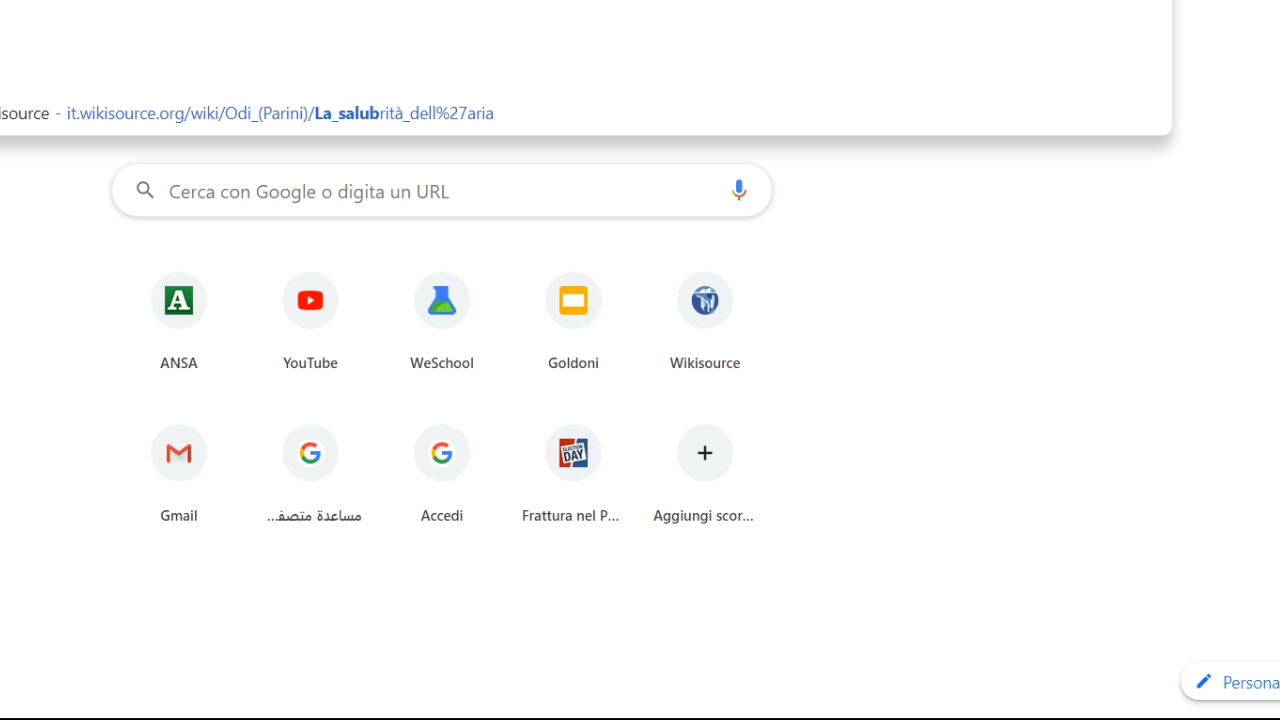 isource - it.wikisource.org/wiki/Odi_(Parini)/La_salubrità_dell%27aria
Cerca con Google o digita un URL
ANSA
YouTube
WeSchool
Goldoni
Wikisource
Gmail
مساعدة متصف...
Accedi
Frattura nel P...
Aggiungi scor...
Persona